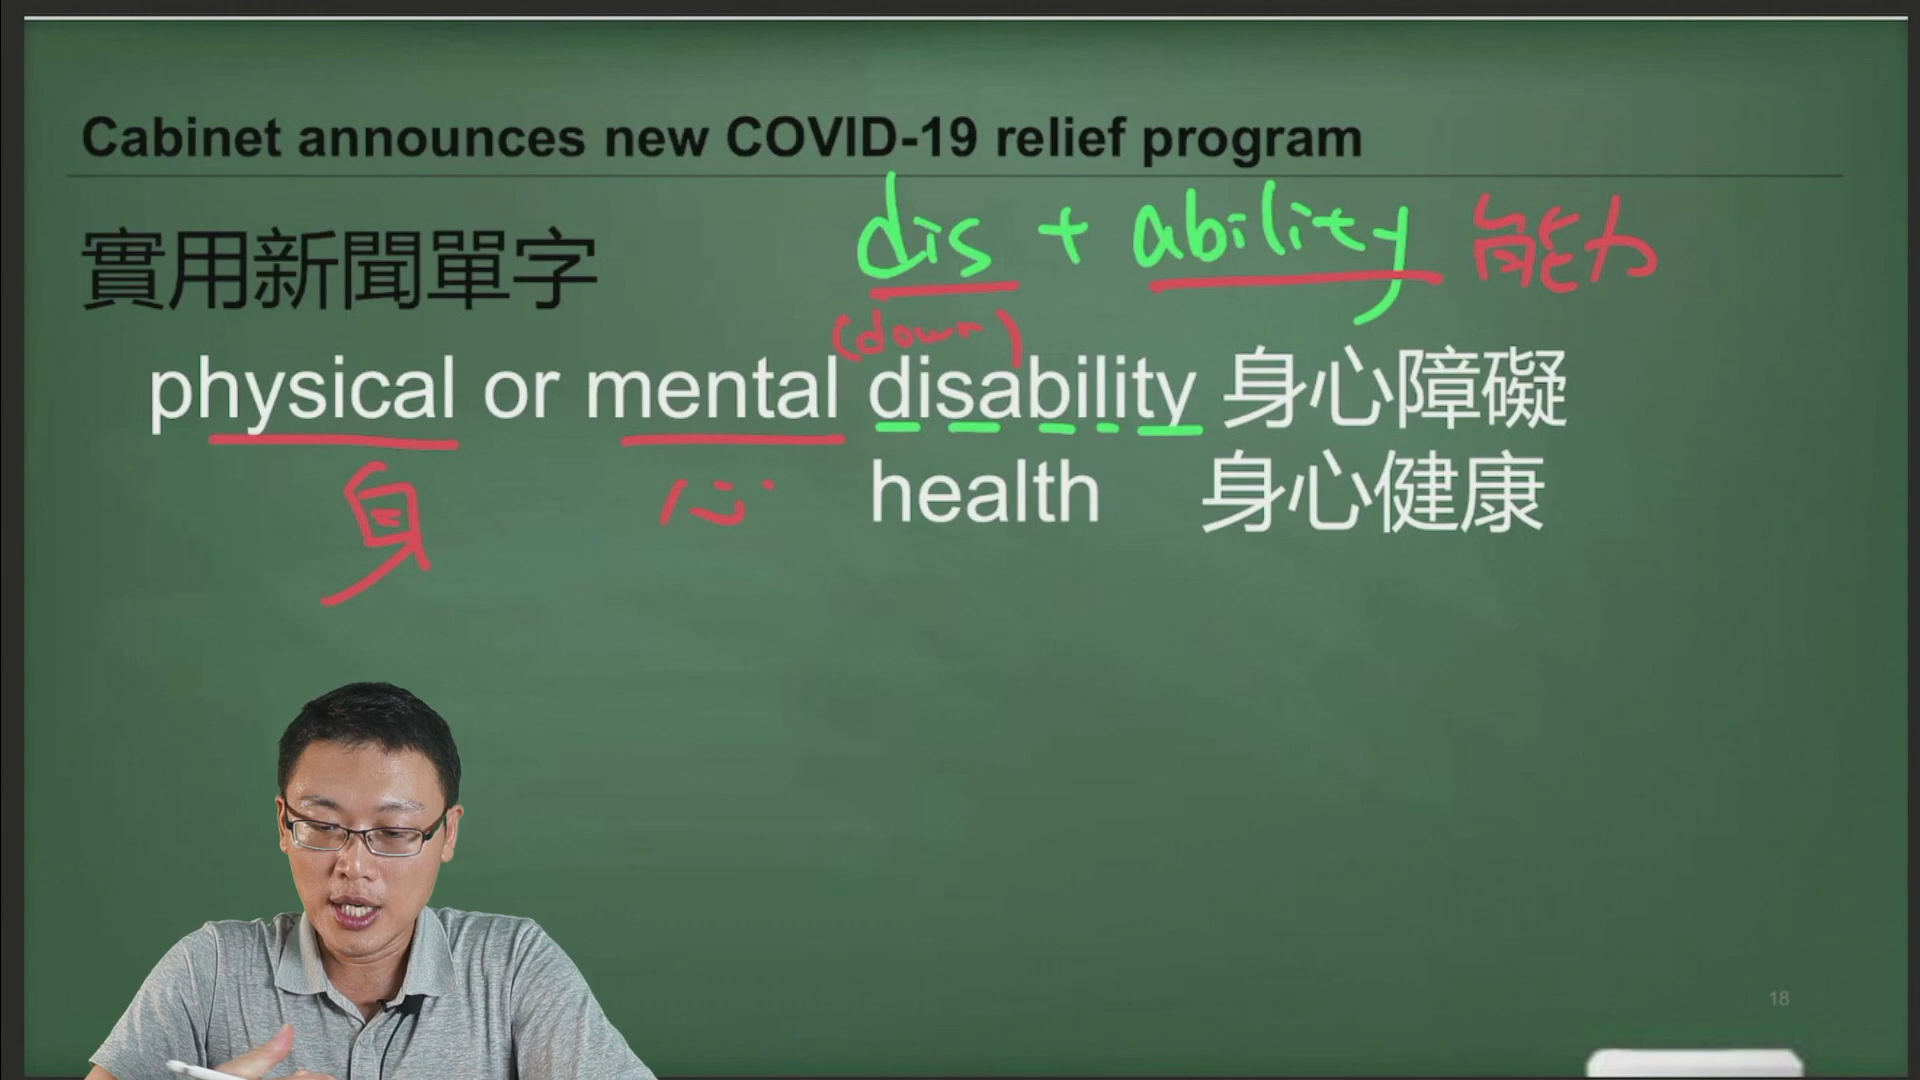 Cabinet announces new COVID-19 relief program
dis + ability 能力
實用新聞單字
(down)
physical or mental disability 身心障礙
身 心 health 身心健康
18